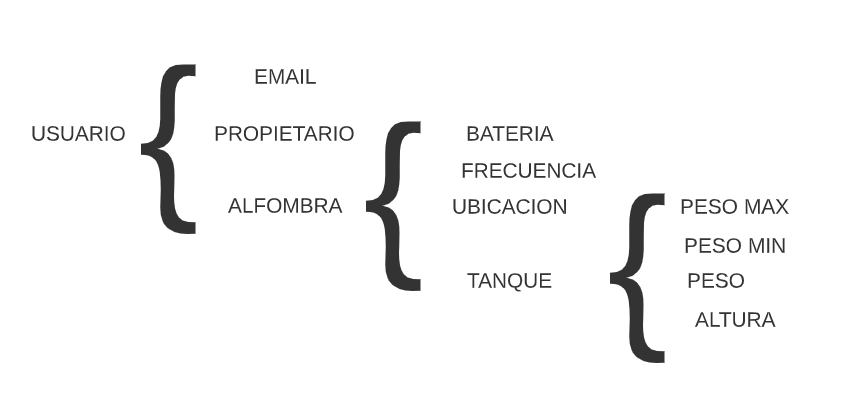 USUARIO
EMAIL
PROPIETARIO
ALFOMBRA
BATERIA
FRECUENCIA
UBICACION
TANQUE
PESO MAX
PESO MIN
PESO
ALTURA